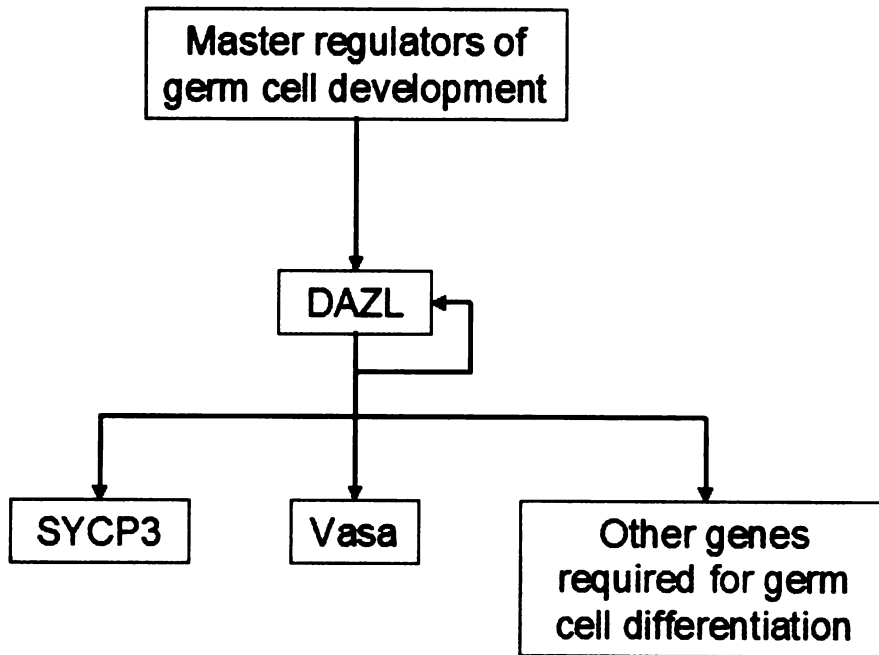 Master regulators of
germ cell development
DAZL
SYCP3
Vasa
Other genes
required for germ
cell differentiation